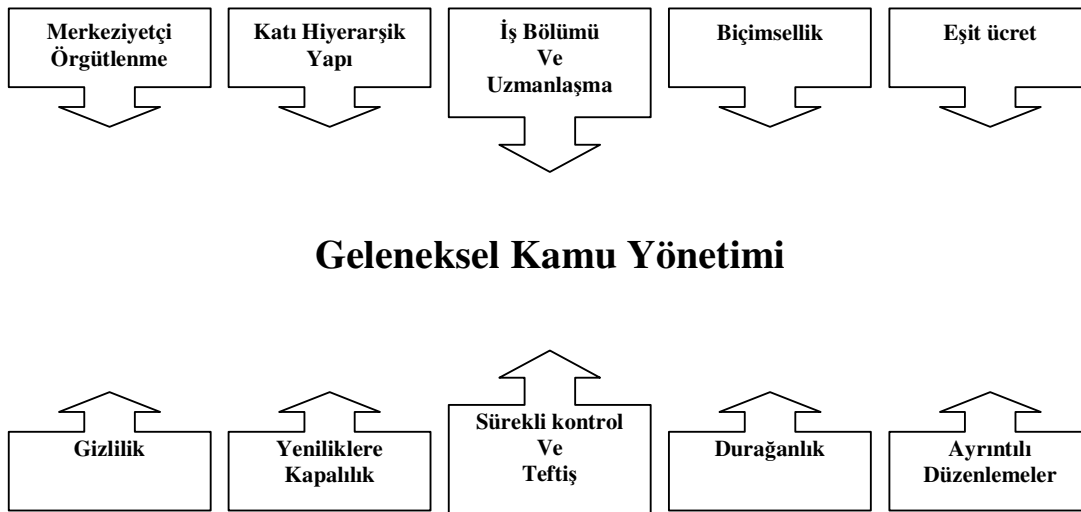 Merkeziyetçi
Örgütlenme
Katı Hiyerarşik
Yapı
İş Bölümü
Ve
Uzmanlaşma
Biçimsellik
Eşit ücret
Geleneksel Kamu Yönetimi
Gizlilik
Yeniliklere
Kapalılık
Sürekli kontrol
Ve
Teftiş
Durağanlık
Ayrıntılı
Düzenlemeler